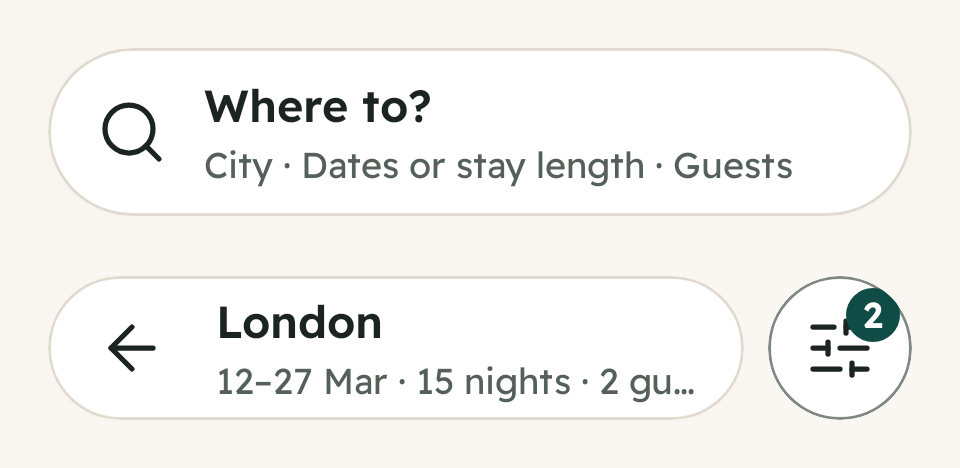 Where to?
City · Dates or stay length · Guests
London
12–27 Mar · 15 nights · 2 gu…
2